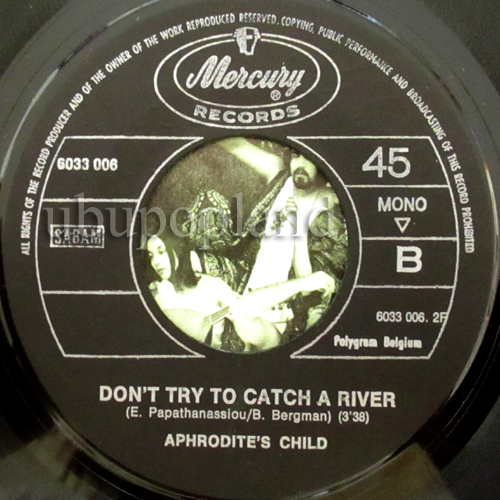 ALL RIGHTS OF THE RECORD PRODUCER AND OF THE OWNER OF THE WORK REPRODUCED RESERVED. COPYING, PUBLIC PERFORMANCE AND BROADCASTING OF THIS RECORD PROHIBITED
Mercury
®
RECORDS
6033 006
45
MONO
SABAM
B
ubupopland
6033 006. 2F
Polygram Belgium
DON'T TRY TO CATCH A RIVER
(E. Papathanassiou/B. Bergman) (3'38)
APHRODITE'S CHILD